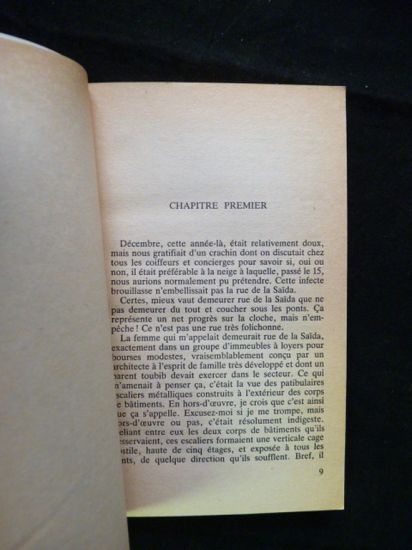 CHAPITRE PREMIER
Décembre, cette année-là, était relativement doux,
mais nous gratifiait d'un crachin dont on discutait chez
tous les coiffeurs et concierges pour savoir si, oui ou
non, il était préférable à la neige à laquelle, passé le 15,
nous aurions normalement pu prétendre. Cette infecte
brouillasse n'embellissait pas la rue de la Saïda.
Certes, mieux vaut demeurer rue de la Saïda que ne
pas demeurer du tout et coucher sous les ponts. Ça
représente un net progrès sur la cloche, mais n'em-
pêche ! Ce n'est pas une rue très folichonne.
La femme qui m'appelait demeurait rue de la Saïda,
exactement dans un groupe d'immeubles à loyers pour
bourses modestes, vraisemblablement conçu par un
architecte à l'esprit de famille très développé et dont un
parent toubib devait exercer dans le secteur. Ce qui
m'amenait à penser ça, c'était la vue des patibulaires
escaliers métalliques construits à l'extérieur des corps
de bâtiments. En hors-d'œuvre, je crois que c'est ainsi
que ça s'appelle. Excusez-moi si je me trompe, mais
hors-d'œuvre ou pas, c'était résolument indigeste.
Reliant entre eux les deux corps de bâtiments qu'ils
desservaient, ces escaliers formaient une verticale cage
hostile, haute de cinq étages, et exposée à tous les
vents, de quelque direction qu'ils soufflent. Bref, il
9